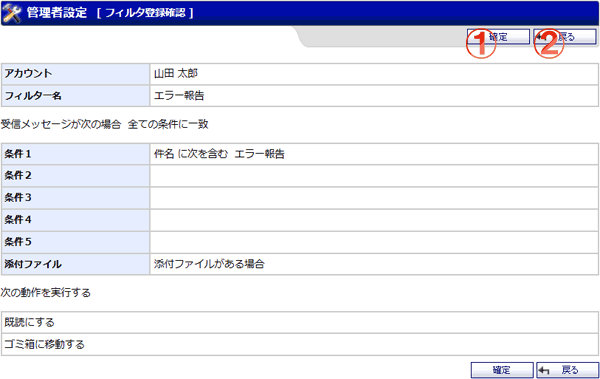 管理者設定 [ フィルタ登録確認 ]
① 確定 ② 戻る
アカウント 山田 太郎
フィルター名 エラー報告
受信メッセージが次の場合 全ての条件に一致
条件1 件名 に次を含む エラー報告
条件2
条件3
条件4
条件5
添付ファイル 添付ファイルがある場合
次の動作を実行する
既読にする
ゴミ箱に移動する
確定 戻る